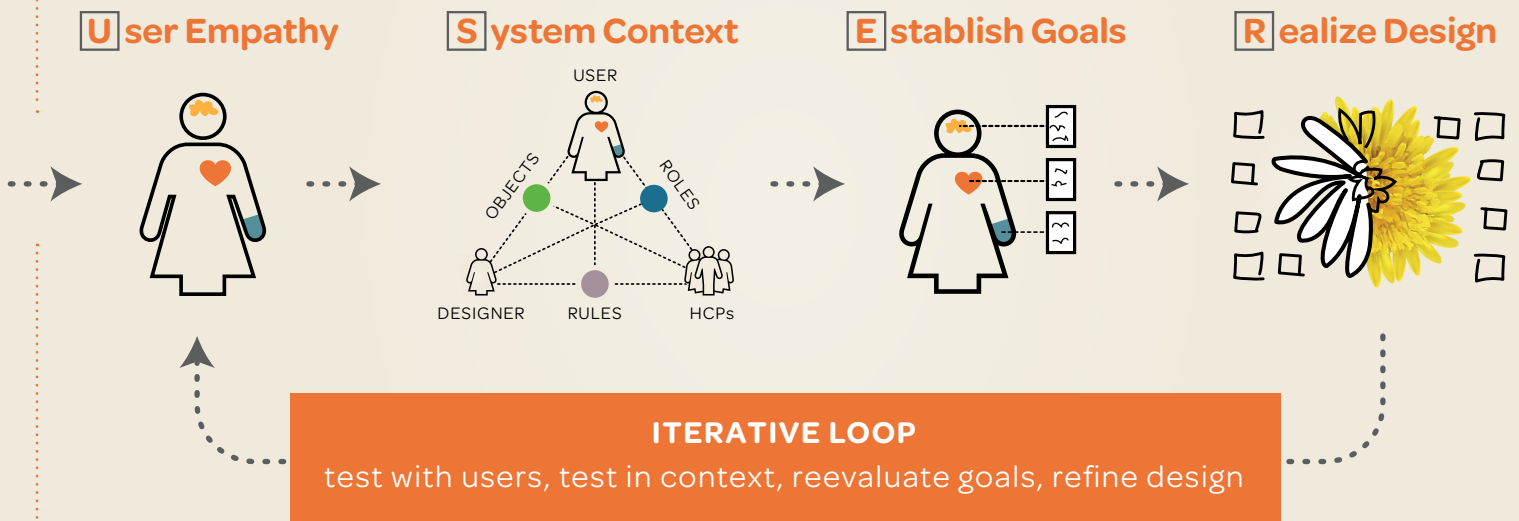 User Empathy
System Context
Establish Goals
Realize Design
USER
OBJECTS
ROLES
DESIGNER
RULES
HCPs
ITERATIVE LOOP
test with users, test in context, reevaluate goals, refine design